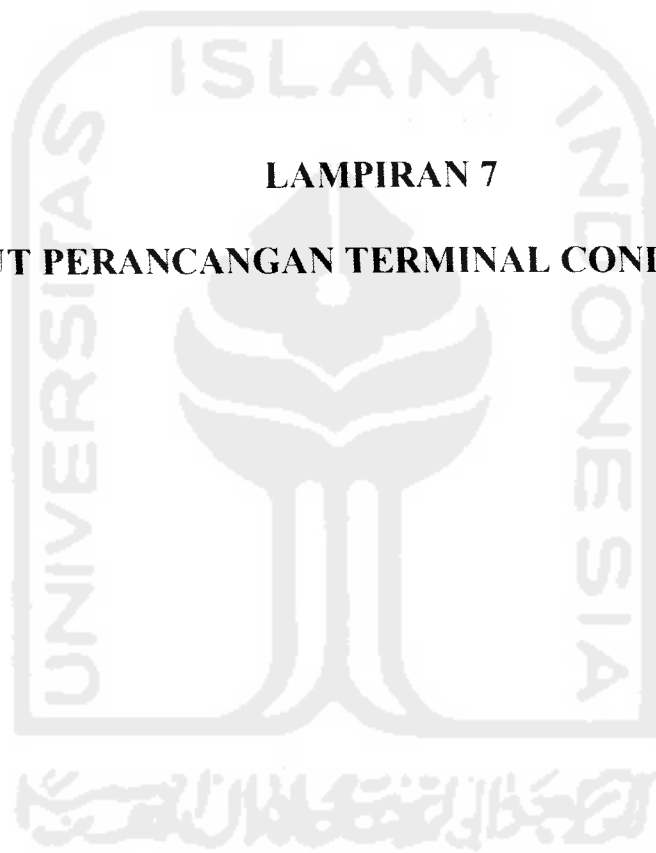 ISLAM
UNIVERSITAS
INDONESIA
LAMPIRAN 7
PERANCANGAN TERMINAL